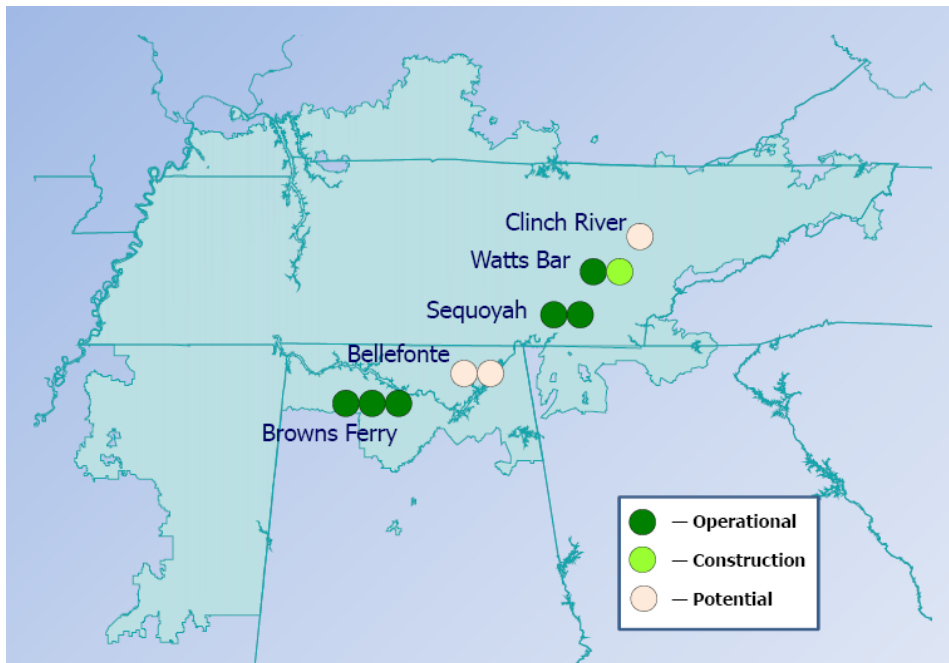 Clinch River
Watts Bar
Sequoyah
Bellefonte
Browns Ferry
— Operational
— Construction
— Potential